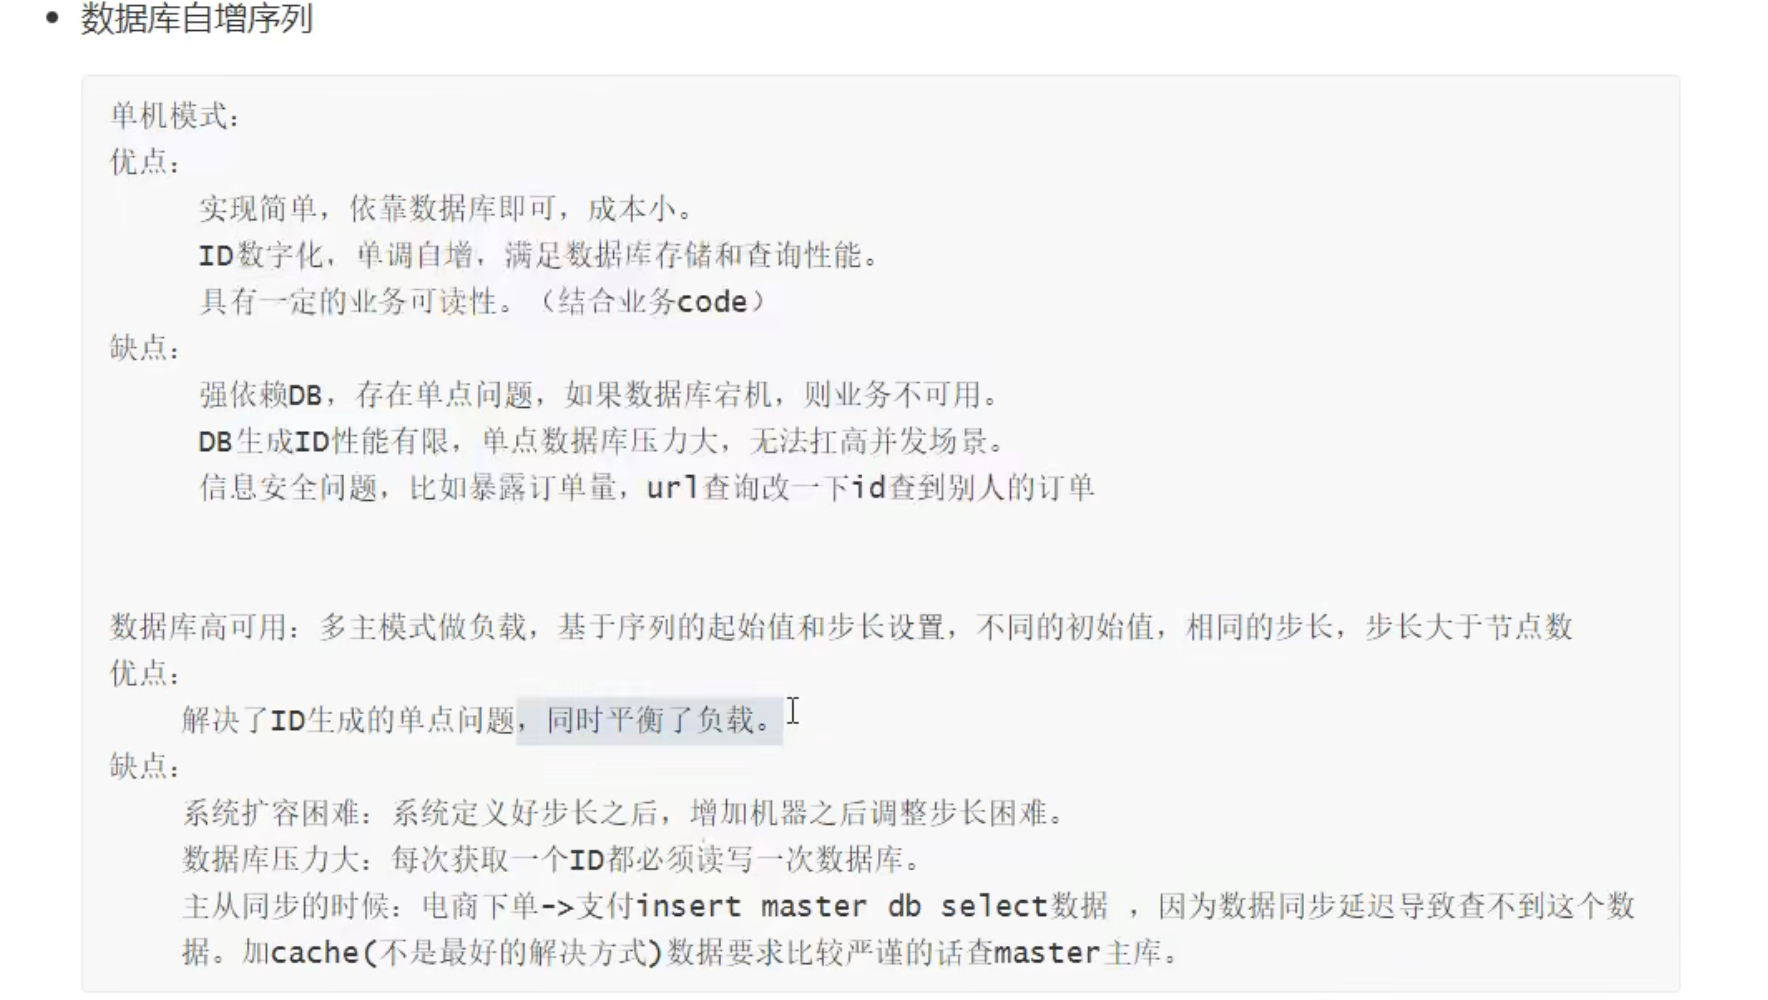 数据库自增序列
单机模式：
优点：
实现简单，依靠数据库即可，成本小。
ID数字化，单调自增，满足数据库存储和查询性能。
具有一定的业务可读性。（结合业务code）
缺点：
强依赖DB，存在单点问题，如果数据库宕机，则业务不可用。
DB生成ID性能有限，单点数据库压力大，无法扛高并发场景。
信息安全问题，比如暴露订单量，url查询改一下id查到别人的订单
数据库高可用：多主模式做负载，基于序列的起始值和步长设置，不同的初始值，相同的步长，步长大于节点数
优点：
解决了ID生成的单点问题，同时平衡了负载。
缺点：
系统扩容困难：系统定义好步长之后，增加机器之后调整步长困难。
数据库压力大：每次获取一个ID都必须读写一次数据库。
主从同步的时候：电商下单->支付insert master db select数据 ，因为数据同步延迟导致查不到这个数
据。加cache(不是最好的解决方式)数据要求比较严谨的话查master主库。